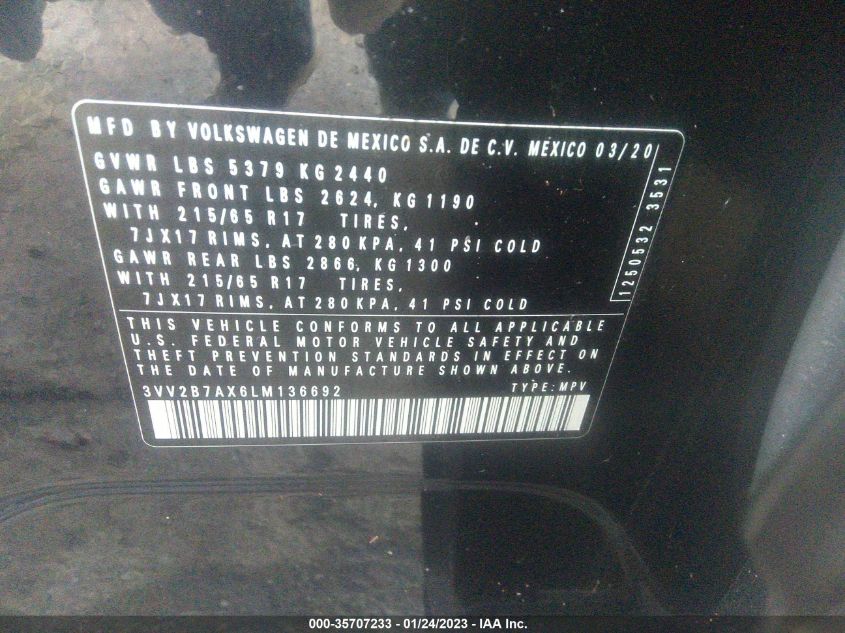 MFD BY VOLKSWAGEN DE MEXICO S.A. DE C.V. MEXICO 03/20
GVWR LBS 5379 KG 2440
GAWR FRONT LBS 2624, KG 1190
WITH 215/65 R17 TIRES,
7JX17 RIMS, AT 280 KPA, 41 PSI COLD
GAWR REAR LBS 2866, KG 1300
WITH 215/65 R17 TIRES,
7JX17 RIMS, AT 280 KPA, 41 PSI COLD
1250532 3531
THIS VEHICLE CONFORMS TO ALL APPLICABLE
U.S. FEDERAL MOTOR VEHICLE SAFETY AND
THEFT PREVENTION STANDARDS IN EFFECT ON
THE DATE OF MANUFACTURE SHOWN ABOVE.
3VV2B7AX6LM136692 TYPE: MPV
000-35707233 - 01/24/2023 - IAA Inc.